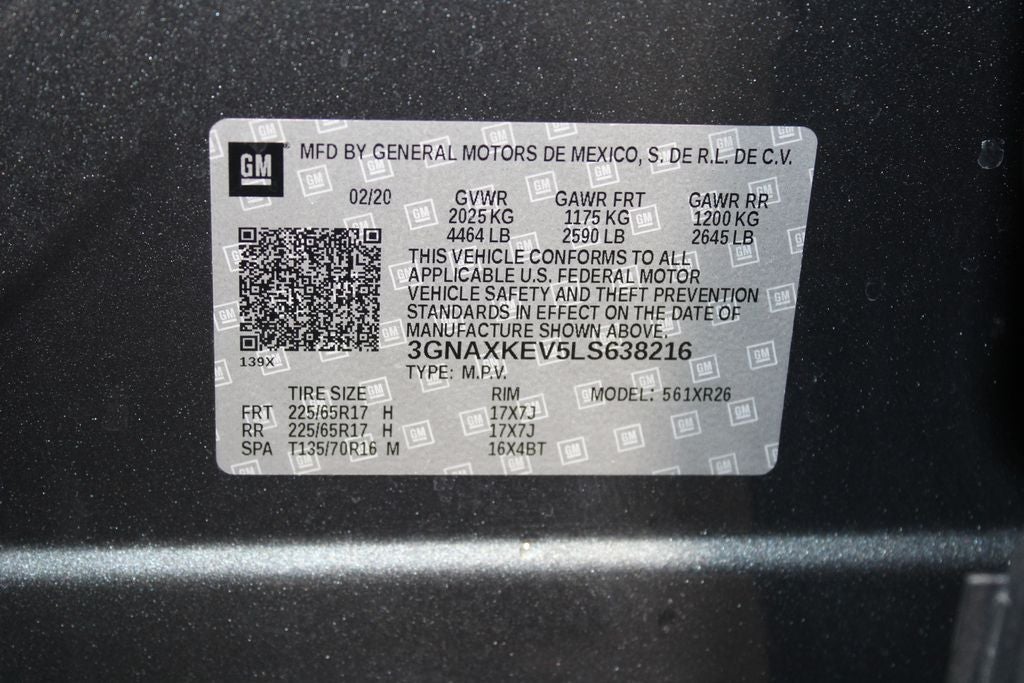 GM MFD BY GENERAL MOTORS DE MEXICO, S. DE R.L. DE C.V.
02/20 GVWR GAWR FRT GAWR RR
2025 KG 1175 KG 1200 KG
4464 LB 2590 LB 2645 LB
THIS VEHICLE CONFORMS TO ALL
APPLICABLE U.S. FEDERAL MOTOR
VEHICLE SAFETY AND THEFT PREVENTION
STANDARDS IN EFFECT ON THE DATE OF
MANUFACTURE SHOWN ABOVE.
3GNAXKEV5LS638216
139X
TYPE: M.P.V.
TIRE SIZE RIM MODEL: 561XR26
FRT 225/65R17 H 17X7J
RR 225/65R17 H 17X7J
SPA T135/70R16 M 16X4BT